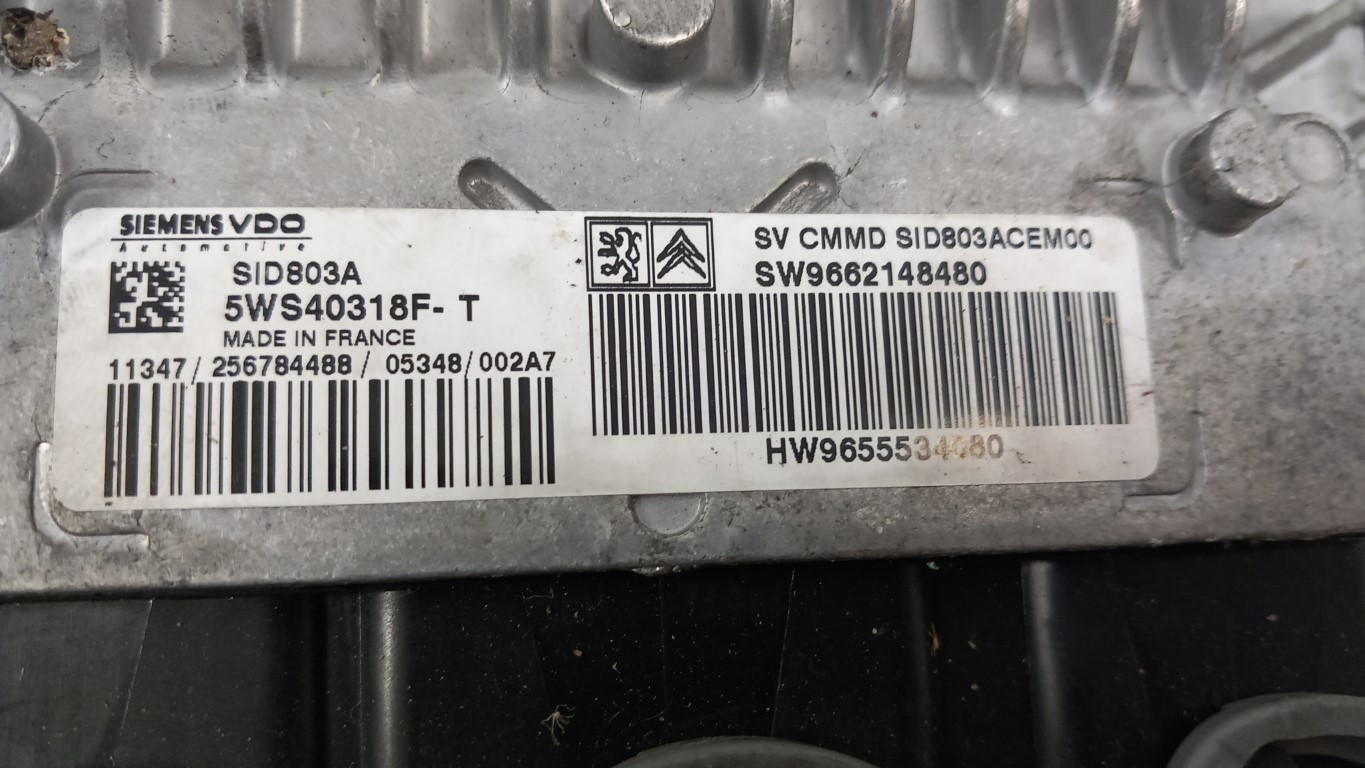 SIEMENS VDO
Automotive
SID803A
5WS40318F- T
MADE IN FRANCE
11347/256784488/ 05348/002A7
SV CMMD SID803ACEM00
SW9662148480
HW9655534080